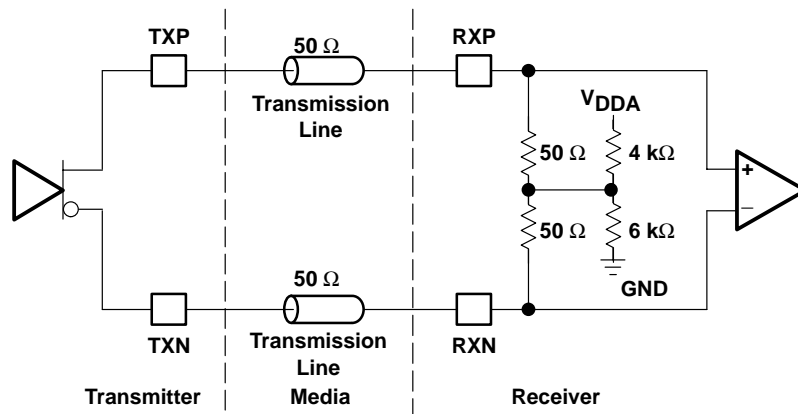 TXP
50 Ω
RXP
Transmission
Line
VDDA
50 Ω
4 kΩ
+
50 Ω
6 kΩ
−
GND
50 Ω
TXN
RXN
Transmission
Line
Transmitter
Media
Receiver